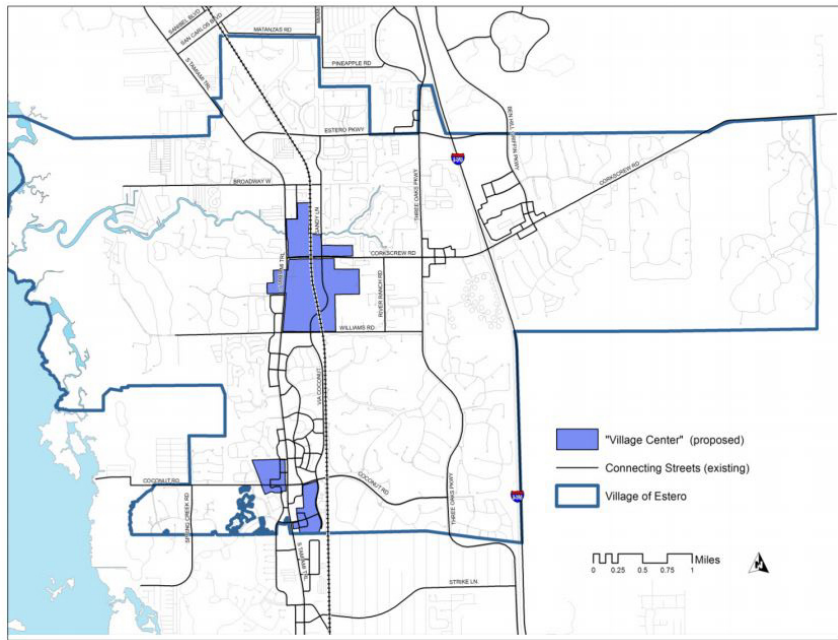 SANIBEL BLVD
SAN CARLOS BLVD
MATANZAS RD
S TAMIAMI TRL
PINEAPPLE RD
BEN HILL GRIFFIN PKWY
ESTERO PKWY
THREE OAKS PKWY
CORKSCREW RD
BROADWAY W
SANDY LN
CORKSCREW RD
RIVER RANCH RD
WILLIAMS RD
VIA COCONUT
COCONUT RD
COCONUT RD
SPRING CREEK RD
THREE OAKS PKWY
S TAMIAMI TRL
STRIKE LN
"Village Center" (proposed)
Connecting Streets (existing)
Village of Estero
Miles
0 0.25 0.5 0.75 1